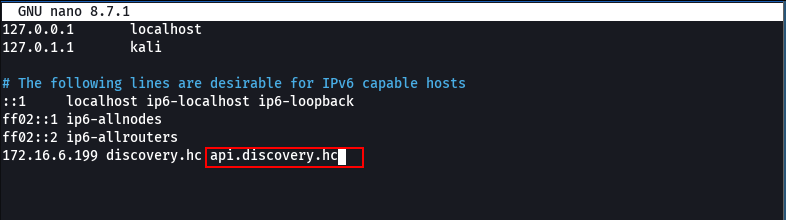 GNU nano 8.7.1
127.0.0.1 localhost
127.0.1.1 kali
# The following lines are desirable for IPv6 capable hosts
::1 localhost ip6-localhost ip6-loopback
ff02::1 ip6-allnodes
ff02::2 ip6-allrouters
172.16.6.199 discovery.hc api.discovery.hc